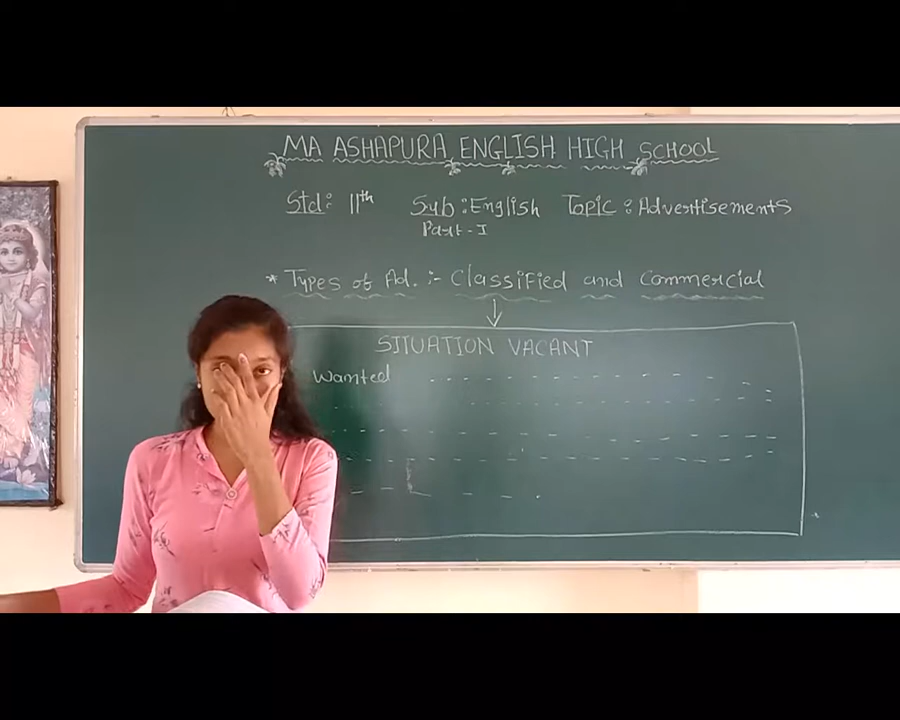 MA ASHAPURA ENGLISH HIGH SCHOOL
Std: 11th Sub: English Topic: Advertisements
Part-I
* Types of Ad. :- Classified and Commercial
SITUATION VACANT
Wanted